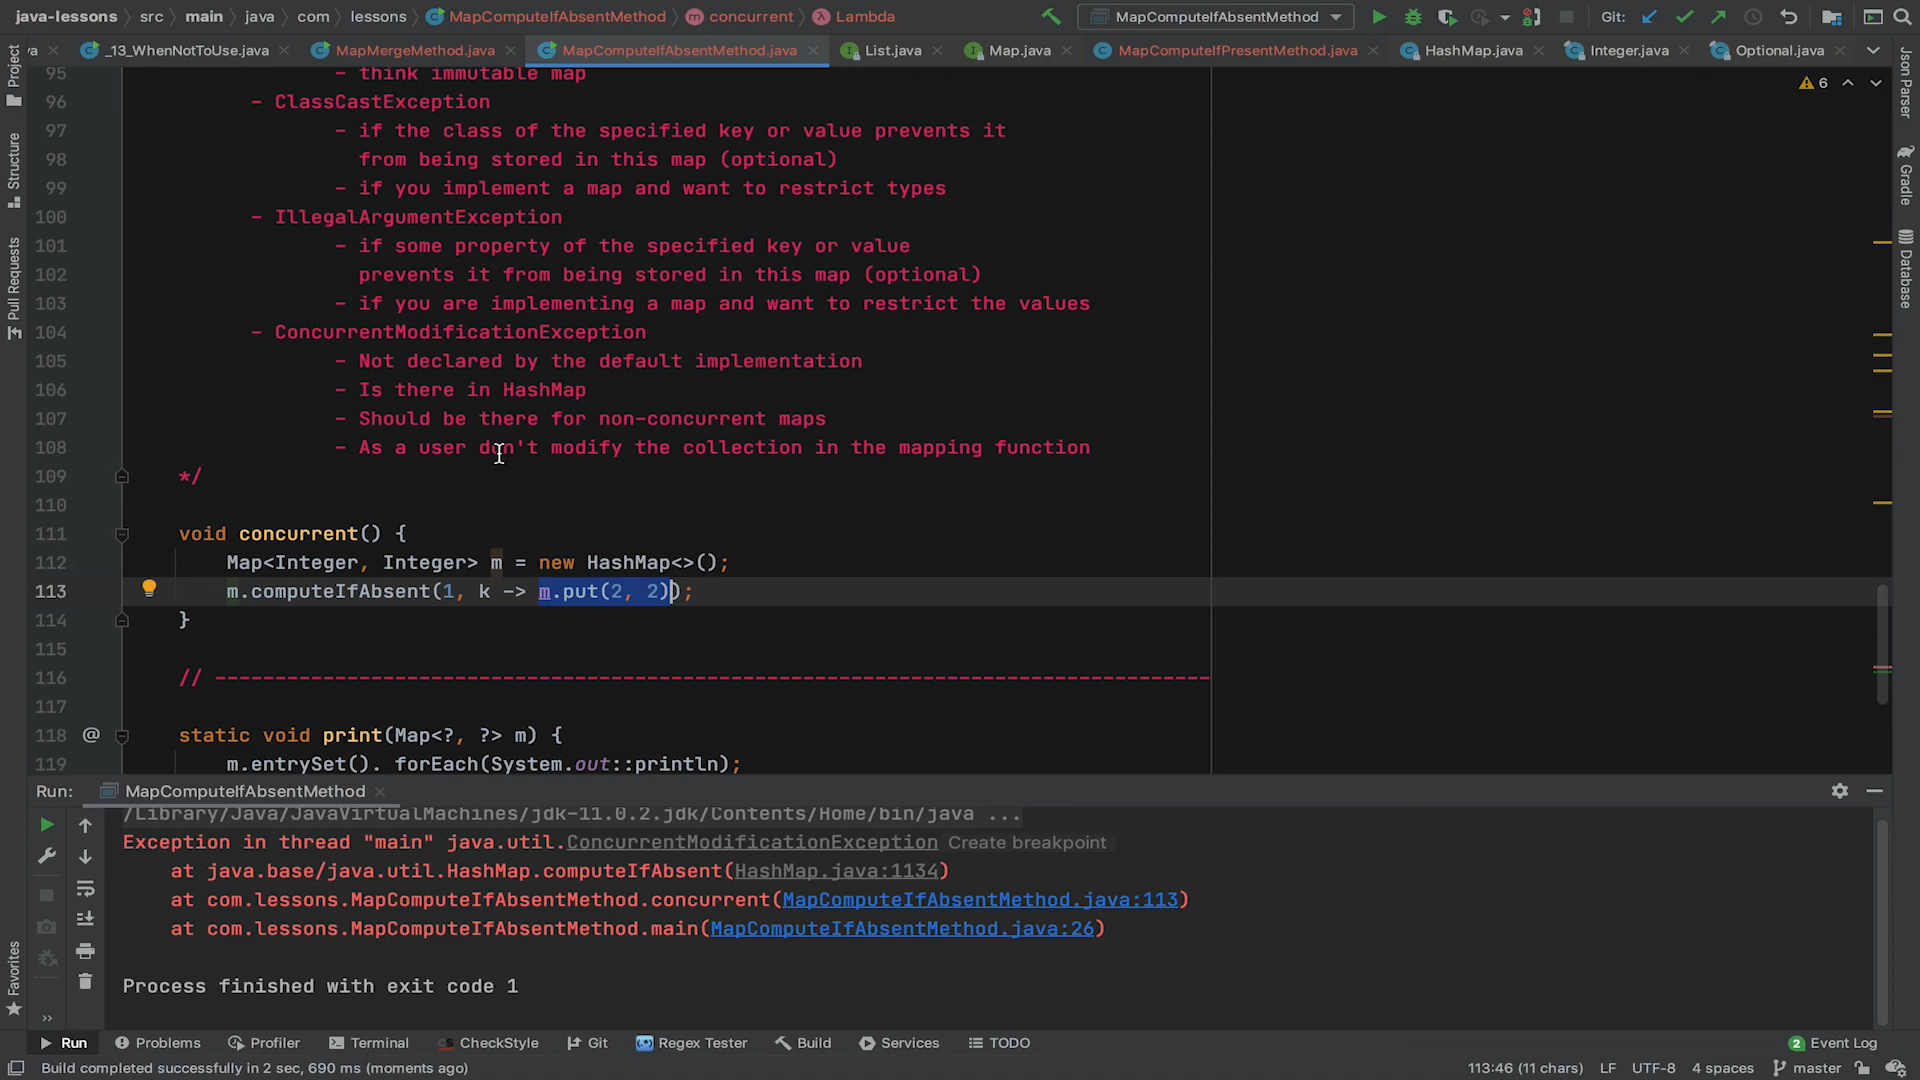 java-lessons src main java com lessons MapComputeIfAbsentMethod concurrent Lambda MapComputeIfAbsentMethod Git:
va _13_WhenNotToUse.java MapMergeMethod.java MapComputeIfAbsentMethod.java List.java Map.java MapComputeIfPresentMethod.java HashMap.java Integer.java Optional.java
Project
Structure
Pull Requests
Favorites
Json Parser
Gradle
Database
6
95 - think immutable map
96 - ClassCastException
97 - if the class of the specified key or value prevents it
98 from being stored in this map (optional)
99 - if you implement a map and want to restrict types
100 - IllegalArgumentException
101 - if some property of the specified key or value
102 prevents it from being stored in this map (optional)
103 - if you are implementing a map and want to restrict the values
104 - ConcurrentModificationException
105 - Not declared by the default implementation
106 - Is there in HashMap
107 - Should be there for non-concurrent maps
108 - As a user don't modify the collection in the mapping function
109 */
110
111 void concurrent() {
112 Map<Integer, Integer> m = new HashMap<>();
113 m.computeIfAbsent(1, k -> m.put(2, 2));
114 }
115
116 // -----------------------------------------------------------------------------------
117
118 @ static void print(Map<?, ?> m) {
119 m.entrySet(). forEach(System.out::println);
Run: MapComputeIfAbsentMethod
/Library/Java/JavaVirtualMachines/jdk-11.0.2.jdk/Contents/Home/bin/java ...
Exception in thread "main" java.util.ConcurrentModificationException Create breakpoint
at java.base/java.util.HashMap.computeIfAbsent(HashMap.java:1134)
at com.lessons.MapComputeIfAbsentMethod.concurrent(MapComputeIfAbsentMethod.java:113)
at com.lessons.MapComputeIfAbsentMethod.main(MapComputeIfAbsentMethod.java:26)
Process finished with exit code 1
Run Problems Profiler Terminal CheckStyle Git Regex Tester Build Services TODO 2 Event Log
Build completed successfully in 2 sec, 690 ms (moments ago) 113:46 (11 chars) LF UTF-8 4 spaces master